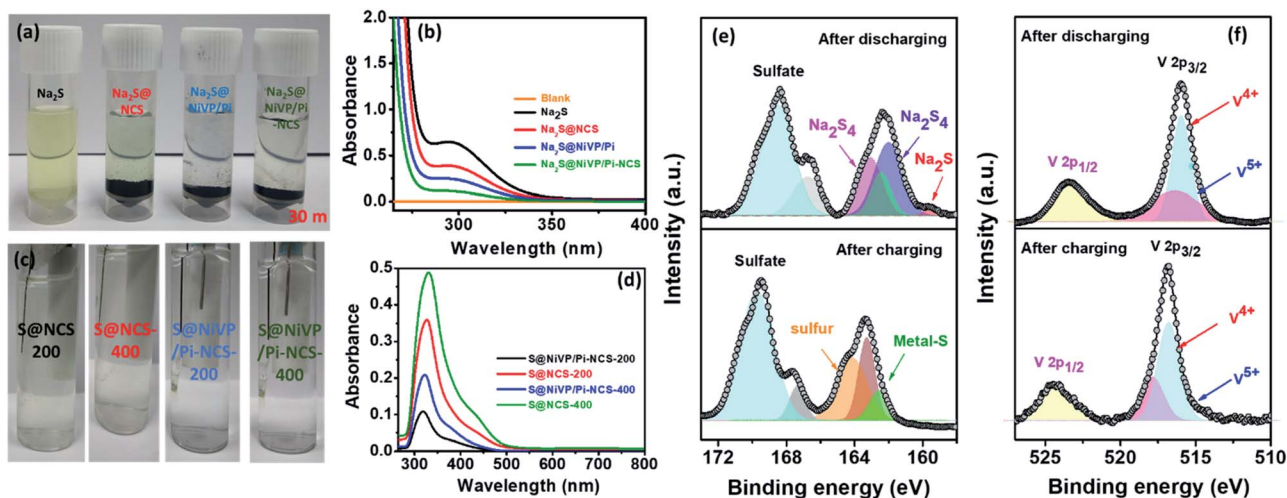 (a)
Na₂S
Na₂S@
NCS
Na₂S@
NiVP/Pi
Na₂S@
NiVP/Pi
-NCS
30 m
(b)
2.0
1.5
1.0
0.5
0.0
300
350
400
Absorbance
Wavelength (nm)
Blank
Na₂S
Na₂S@NCS
Na₂S@NiVP/Pi
Na₂S@NiVP/Pi-NCS
(c)
S@NCS
200
S@NCS-
400
S@NiVP
/Pi-NCS-
200
S@NiVP
/Pi-NCS-
400
(d)
0.5
0.4
0.3
0.2
0.1
0.0
300
400
500
600
700
800
Absorbance
Wavelength (nm)
S@NiVP/Pi-NCS-200
S@NCS-200
S@NiVP/Pi-NCS-400
S@NCS-400
(e)
After discharging
Sulfate
Na₂S₄
Na₂S₄
Na₂S
After charging
Sulfate
sulfur
Metal-S
Intensity (a.u.)
172
168
164
160
Binding energy (eV)
After discharging
(f)
V 2p3/2
V⁴⁺
V⁵⁺
V 2p1/2
After charging
V 2p3/2
V⁴⁺
V⁵⁺
V 2p1/2
Intensity (a.u.)
525
520
515
510
Binding energy (eV)